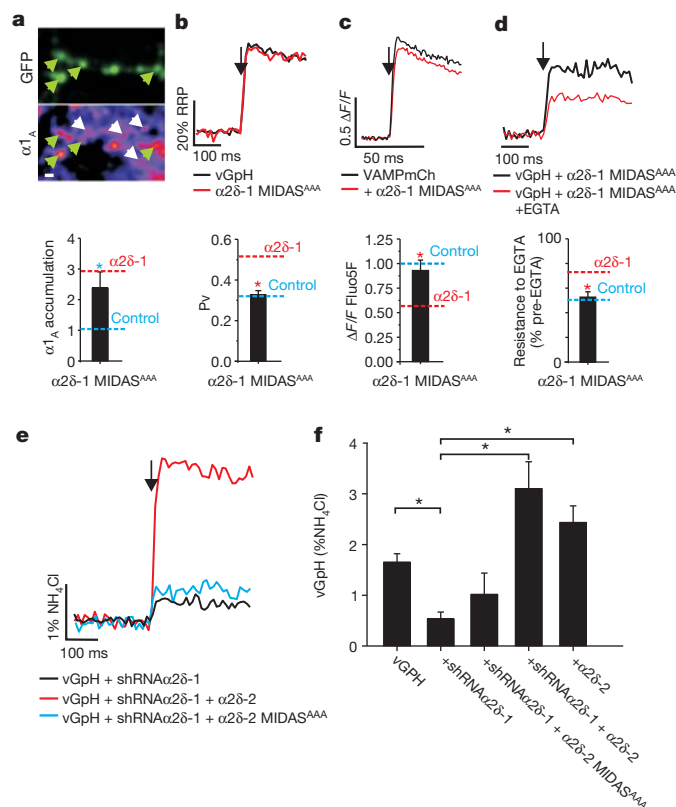 a
GFP
α1A
b
20% RRP
100 ms
vGpH
α2δ-1 MIDASAAA
c
0.5 ΔF/F
50 ms
VAMPmCh
+ α2δ-1 MIDASAAA
d
100 ms
vGpH + α2δ-1 MIDASAAA
vGpH + α2δ-1 MIDASAAA
+EGTA
α1A accumulation
4
3
2
1
0
*
α2δ-1
Control
α2δ-1 MIDASAAA
Pv
0.6
0.4
0.2
0
α2δ-1
*
Control
α2δ-1 MIDASAAA
ΔF/F Fluo5F
1.25
1.00
0.75
0.50
0.25
0.00
*
Control
α2δ-1
α2δ-1 MIDASAAA
Resistance to EGTA
(% pre-EGTA)
100
50
0
α2δ-1
*
Control
α2δ-1 MIDASAAA
e
1% NH4Cl
100 ms
vGpH + shRNAα2δ-1
vGpH + shRNAα2δ-1 + α2δ-2
vGpH + shRNAα2δ-1 + α2δ-2 MIDASAAA
f
vGpH (%NH4Cl)
4
3
2
1
0
*
*
*
vGPH
+shRNAα2δ-1
+shRNAα2δ-1 + α2δ-2 MIDASAAA
+shRNAα2δ-1 + α2δ-2
+α2δ-2